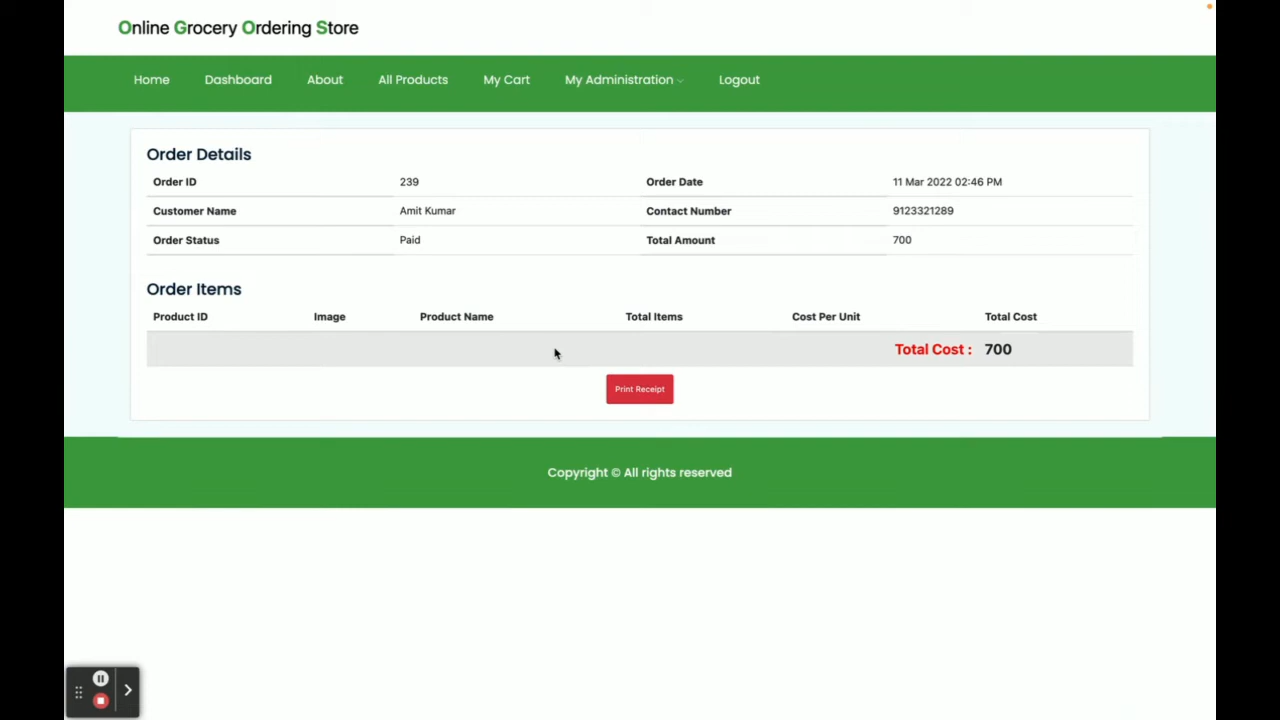 Online Grocery Ordering Store
Home Dashboard About All Products My Cart My Administration Logout
Order Details
Order ID 239 Order Date 11 Mar 2022 02:46 PM
Customer Name Amit Kumar Contact Number 9123321289
Order Status Paid Total Amount 700
Order Items
Product ID Image Product Name Total Items Cost Per Unit Total Cost
Total Cost : 700
Print Receipt
Copyright © All rights reserved